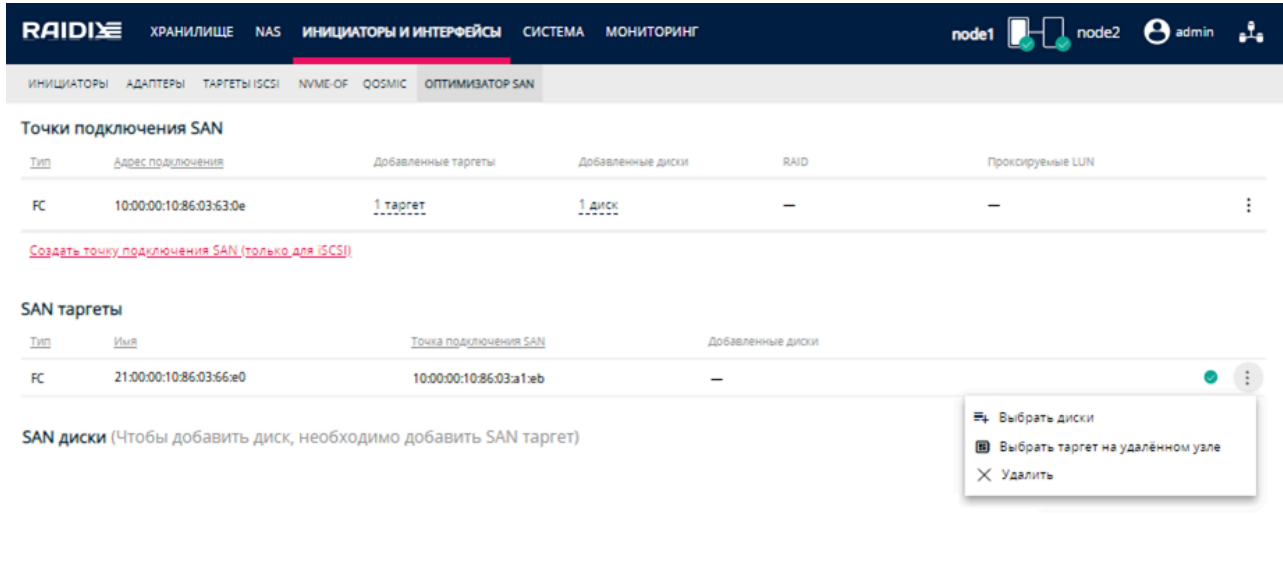 RAIDIX ХРАНИЛИЩЕ NAS ИНИЦИАТОРЫ И ИНТЕРФЕЙСЫ СИСТЕМА МОНИТОРИНГ node1 node2 admin
ИНИЦИАТОРЫ АДАПТЕРЫ ТАРГЕТЫ ISCSI NVME-OF QOSMIC ОПТИМИЗАТОР SAN
Точки подключения SAN
Тип Адрес подключения Добавленные таргеты Добавленные диски RAID Проксируемые LUN
FC 10:00:00:10:86:03:63:0e 1 таргет 1 диск — —
Создать точку подключения SAN (только для iSCSI)
SAN таргеты
Тип Имя Точка подключения SAN Добавленные диски
FC 21:00:00:10:86:03:66:e0 10:00:00:10:86:03:a1:eb —
Выбрать диски
SAN диски (Чтобы добавить диск, необходимо добавить SAN таргет)
Выбрать таргет на удалённом узле
Удалить